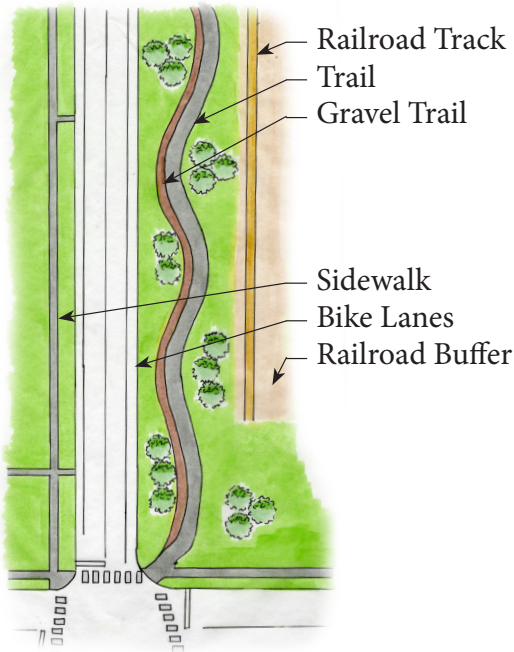 Railroad Track
Trail
Gravel Trail
Sidewalk
Bike Lanes
Railroad Buffer